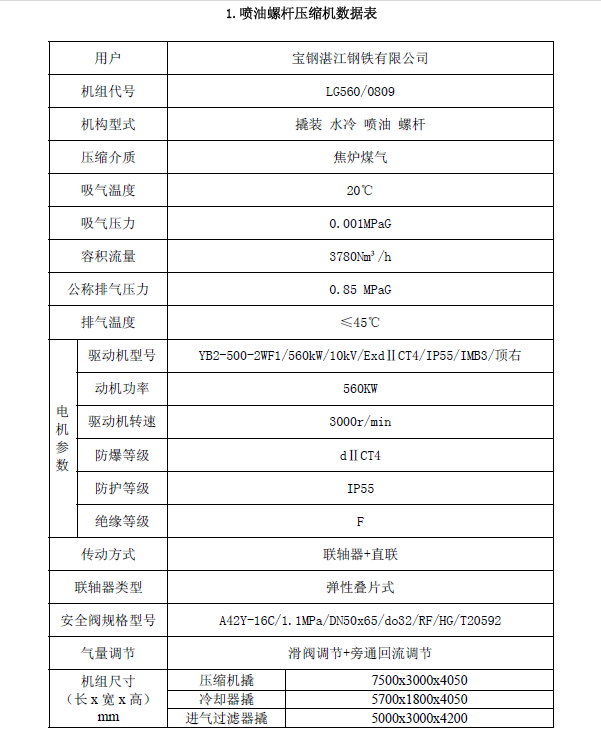 1.喷油螺杆压缩机数据表
用户 宝钢湛江钢铁有限公司
机组代号 LG560/0809
机构型式 撬装 水冷 喷油 螺杆
压缩介质 焦炉煤气
吸气温度 20℃
吸气压力 0.001MPaG
容积流量 3780Nm³/h
公称排气压力 0.85 MPaG
排气温度 ≤45℃
电机参数
驱动机型号 YB2-500-2WF1/560kW/10kV/ExdⅡCT4/IP55/IMB3/顶右
动机功率 560KW
驱动机转速 3000r/min
防爆等级 dⅡCT4
防护等级 IP55
绝缘等级 F
传动方式 联轴器+直联
联轴器类型 弹性叠片式
安全阀规格型号 A42Y-16C/1.1MPa/DN50x65/do32/RF/HG/T20592
气量调节 滑阀调节+旁通回流调节
机组尺寸
（长 x 宽 x 高）
mm
压缩机撬 7500x3000x4050
冷却器撬 5700x1800x4050
进气过滤器撬 5000x3000x4200